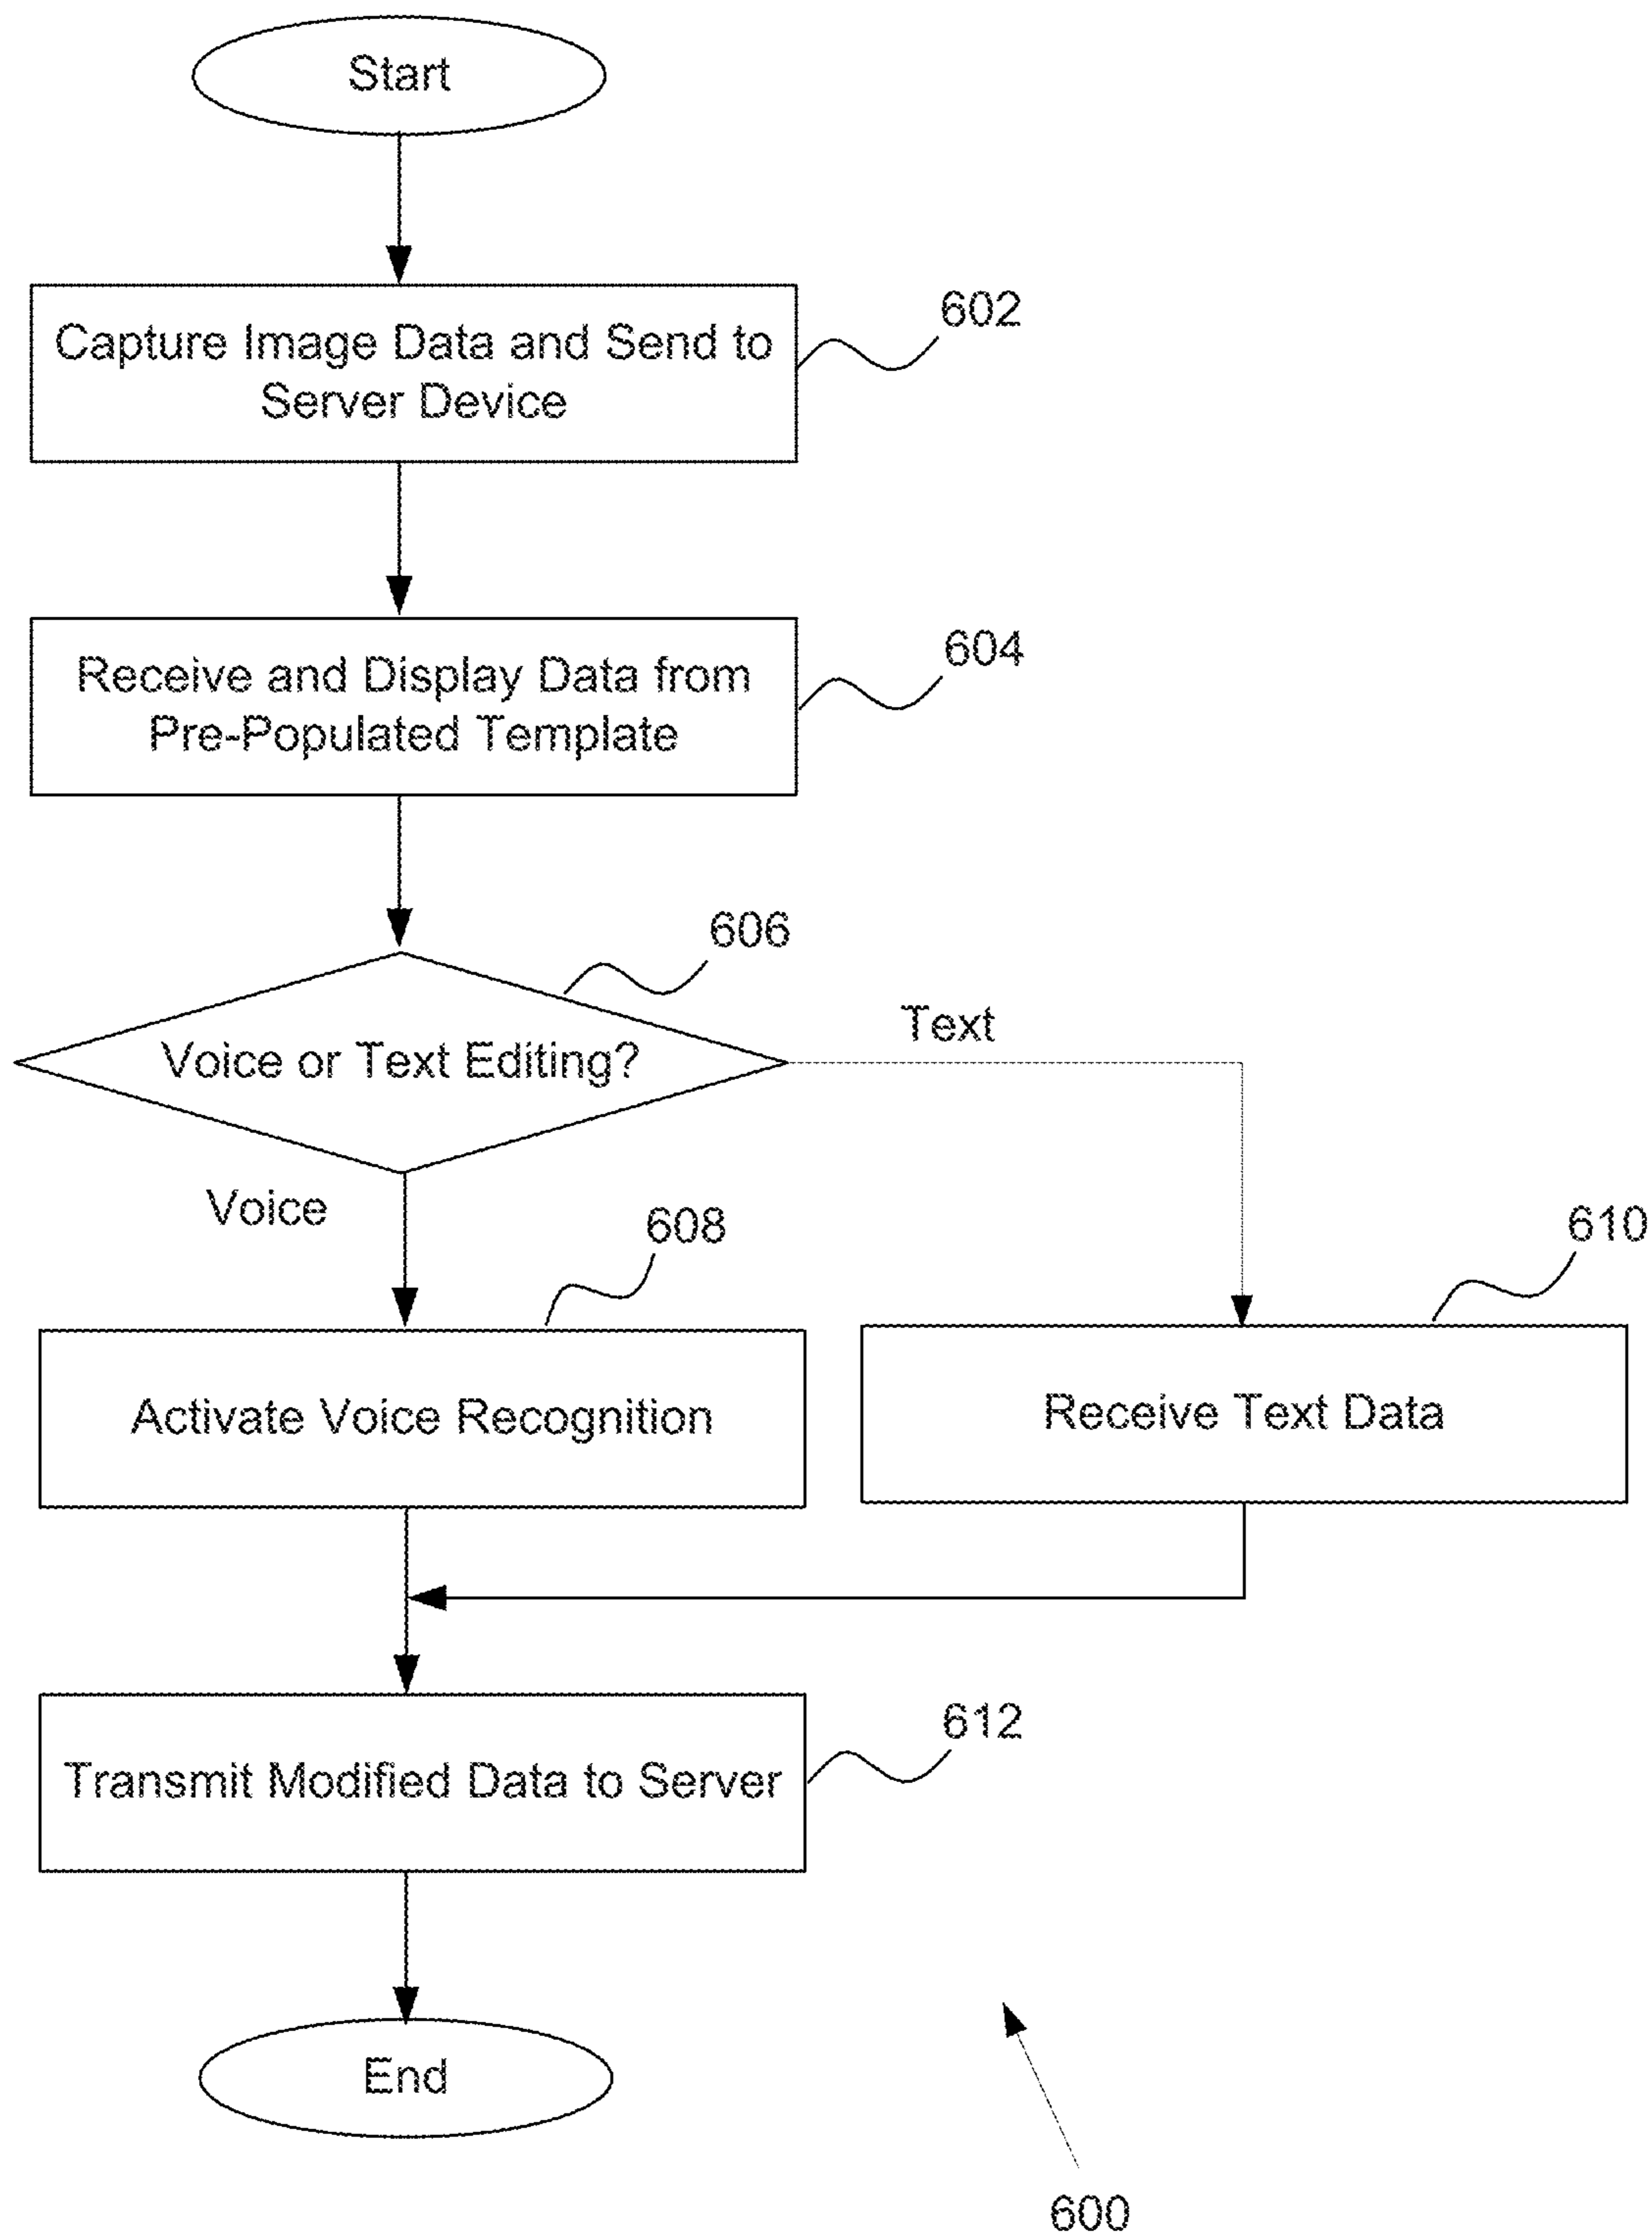 Start
Capture Image Data and Send to
Server Device
602
Receive and Display Data from
Pre-Populated Template
604
606
Voice or Text Editing?
Text
Voice
608
610
Activate Voice Recognition
Receive Text Data
612
Transmit Modified Data to Server
End
600